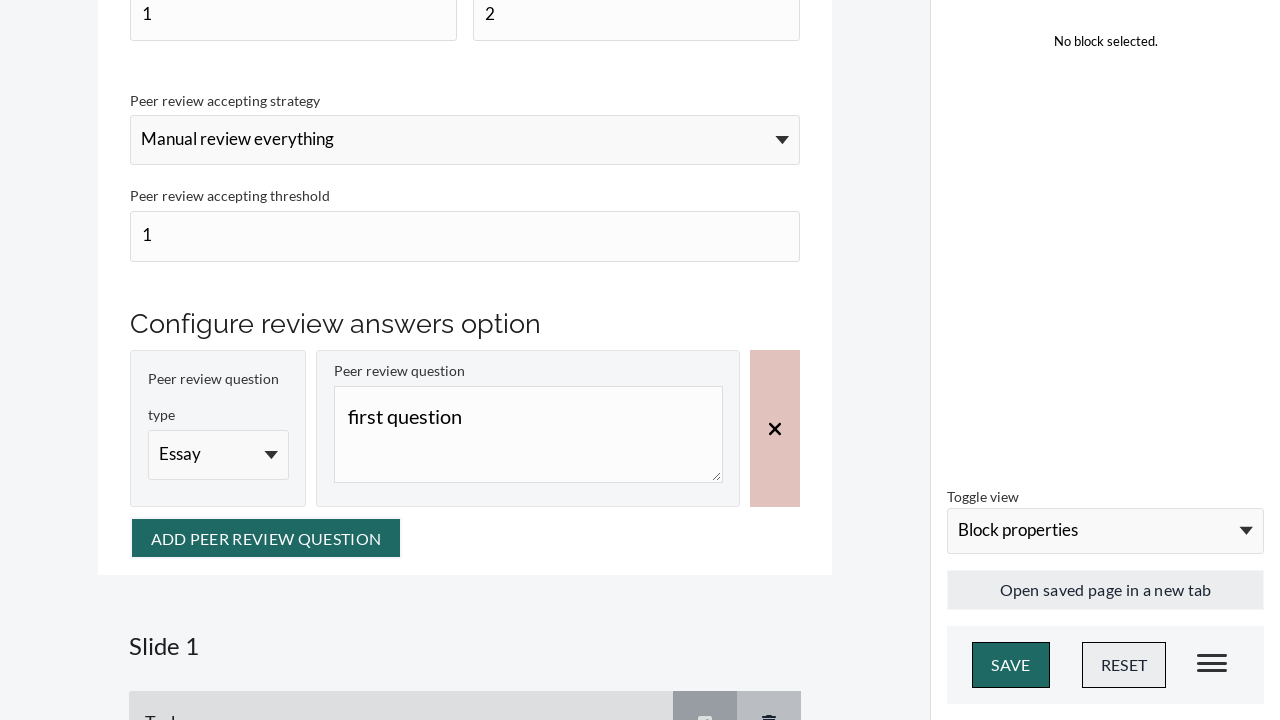 1
2
Peer review accepting strategy
Manual review everything
Peer review accepting threshold
1
Configure review answers option
Peer review question
type
Essay
Peer review question
first question
ADD PEER REVIEW QUESTION
Slide 1
No block selected.
Toggle view
Block properties
Open saved page in a new tab
SAVE
RESET